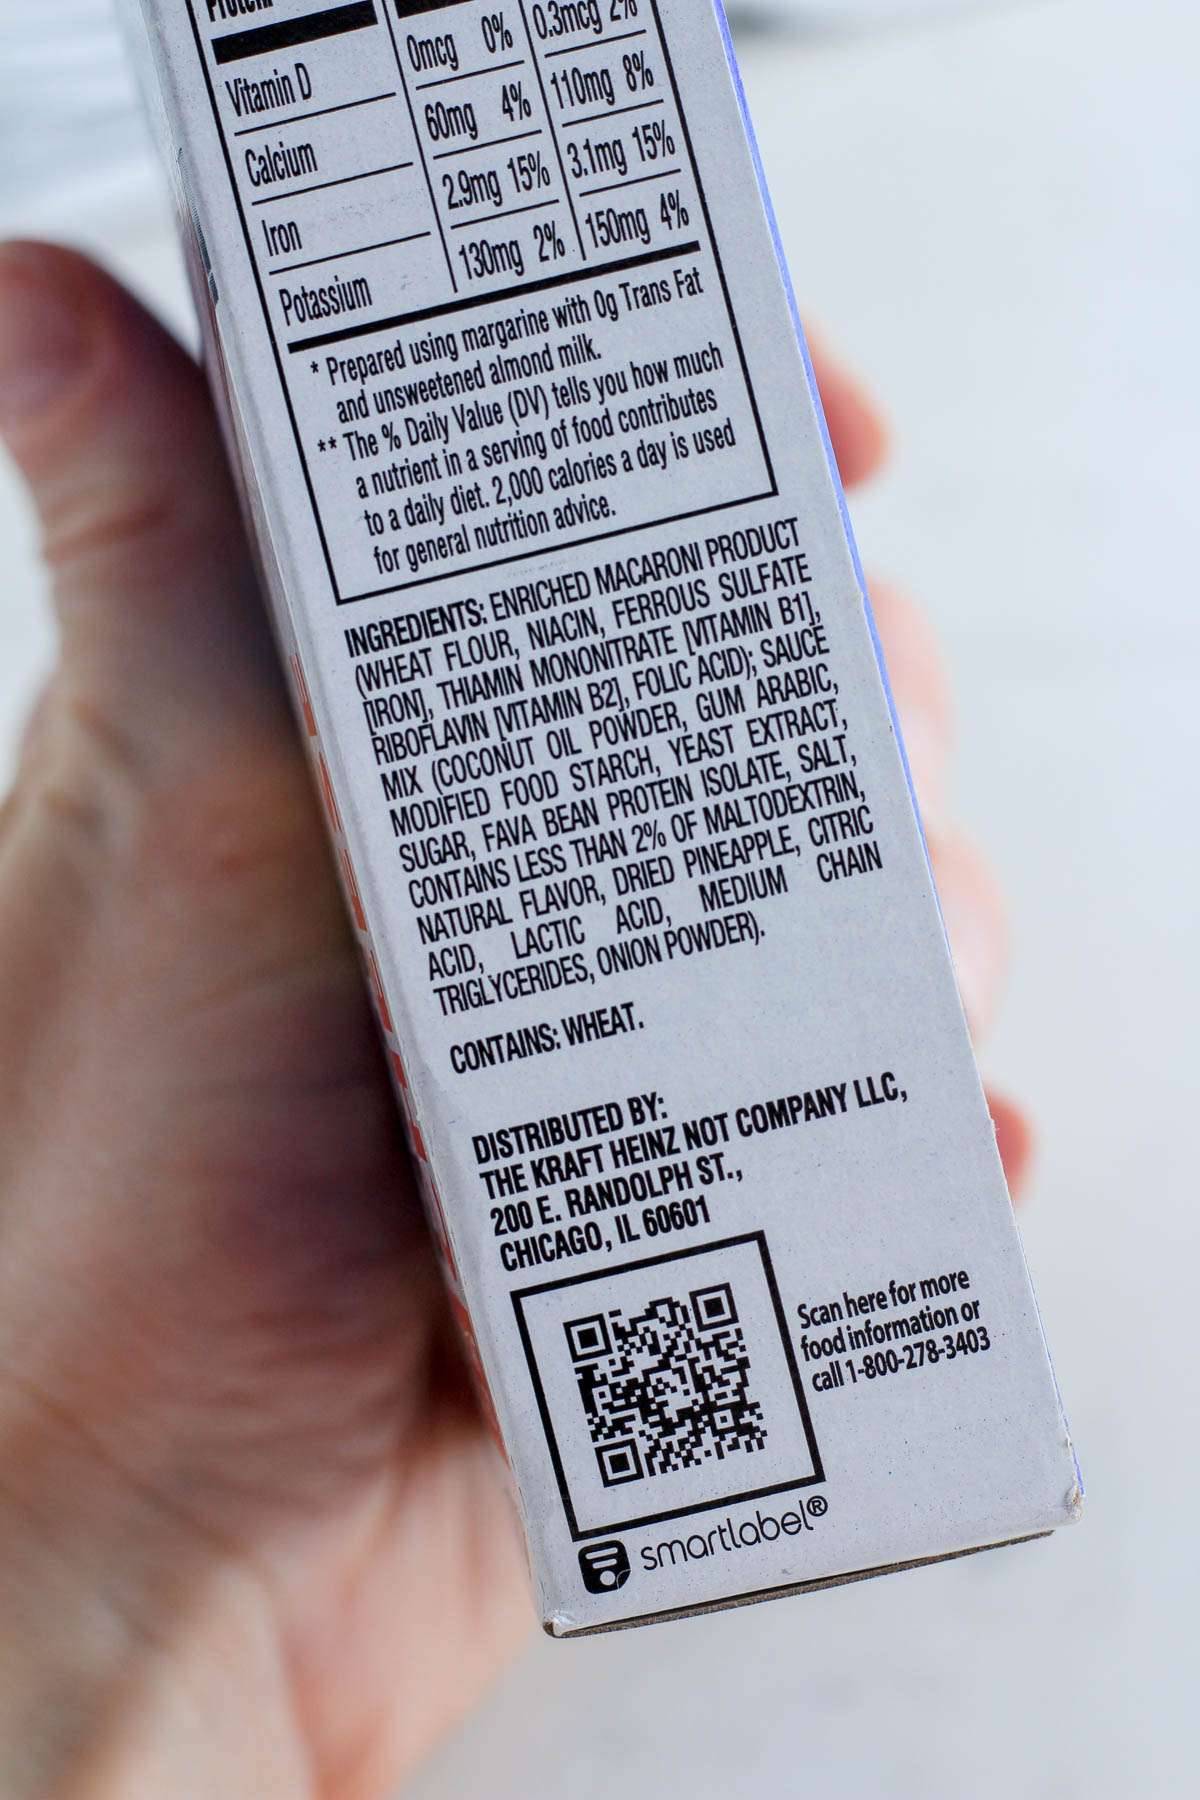 Protein
0.3mcg 2%
Vitamin D 0mcg 0% 
Calcium 60mg 4% 110mg 8%
Iron 2.9mg 15% 3.1mg 15%
Potassium 130mg 2% 150mg 4%
* Prepared using margarine with 0g Trans Fat
and unsweetened almond milk.
** The % Daily Value (DV) tells you how much
a nutrient in a serving of food contributes
to a daily diet. 2,000 calories a day is used
for general nutrition advice.
INGREDIENTS: ENRICHED MACARONI PRODUCT
(WHEAT FLOUR, NIACIN, FERROUS SULFATE
[IRON], THIAMIN MONONITRATE [VITAMIN B1],
RIBOFLAVIN [VITAMIN B2], FOLIC ACID); SAUCE
MIX (COCONUT OIL POWDER, GUM ARABIC,
MODIFIED FOOD STARCH, YEAST EXTRACT,
SUGAR, FAVA BEAN PROTEIN ISOLATE, SALT,
CONTAINS LESS THAN 2% OF MALTODEXTRIN,
NATURAL FLAVOR, DRIED PINEAPPLE, CITRIC
ACID, LACTIC ACID, MEDIUM CHAIN
TRIGLYCERIDES, ONION POWDER).
CONTAINS: WHEAT.
DISTRIBUTED BY:
THE KRAFT HEINZ NOT COMPANY LLC,
200 E. RANDOLPH ST.,
CHICAGO, IL 60601
Scan here for more
food information or
call 1-800-278-3403
smartlabel®